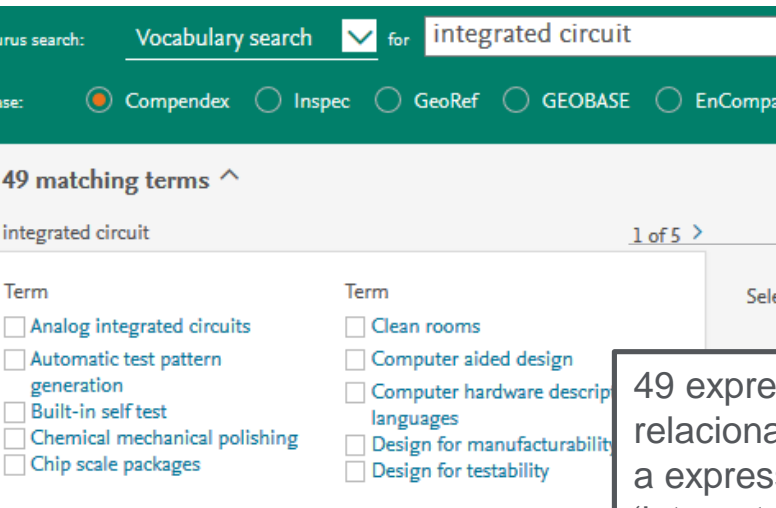 urus search: Vocabulary search for integrated circuit
Compendex Inspec GeoRef GEOBASE
49 matching terms
integrated circuit 1 of 5 >
Term
Analog integrated circuits
Automatic test pattern
generation
Built-in self test
Chemical mechanical polishing
Chip scale packages
Term
Clean rooms
Computer aided design
Computer hardware descrip
languages
Design for manufacturability
Design for testability
Sele
49 expre
relaciona
a expres